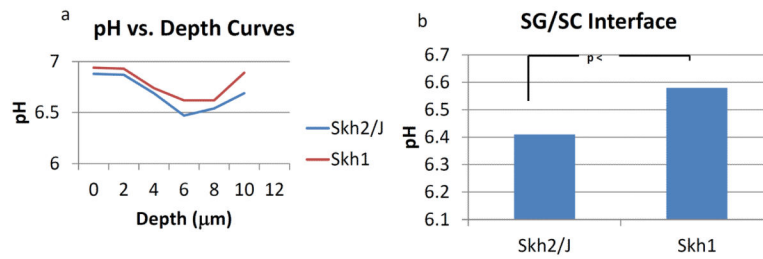 a
pH vs. Depth Curves
7
6.5
6
pH
0 2 4 6 8 10 12
Depth (μm)
Skh2/J
Skh1
b
SG/SC Interface
6.7
6.6
6.5
6.4
6.3
6.2
6.1
pH
p <
Skh2/J Skh1